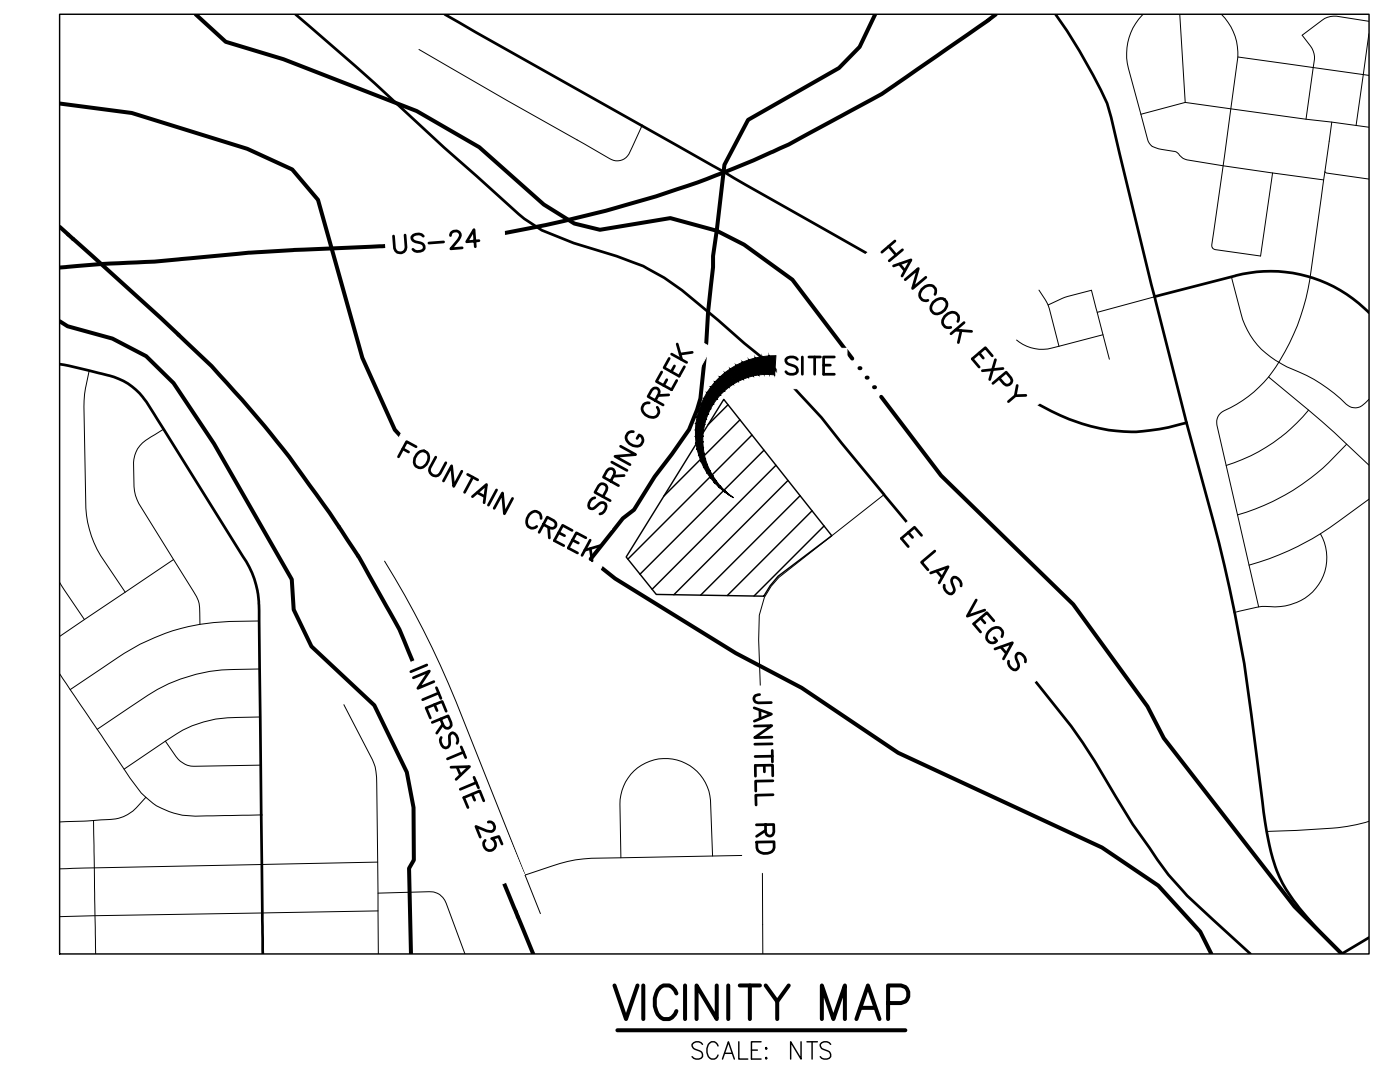 US-24
HANCOCK EXPY
SPRING CREEK
SITE
FOUNTAIN CREEK
E LAS VEGAS
INTERSTATE 25
JANITELL RD
VICINITY MAP
SCALE: NTS